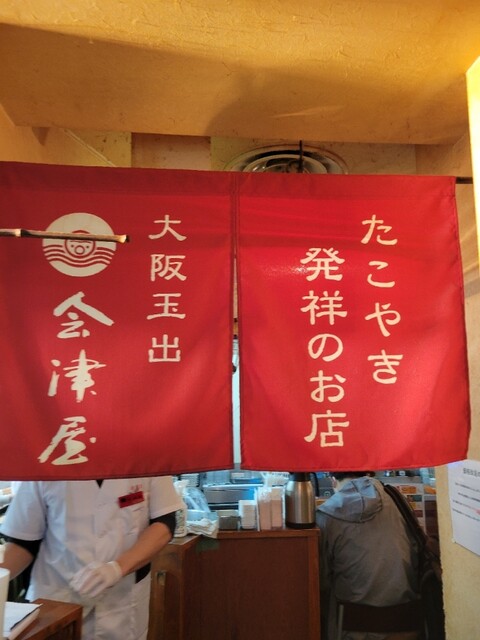 たこやき
発祥のお店
大阪玉出
会津屋